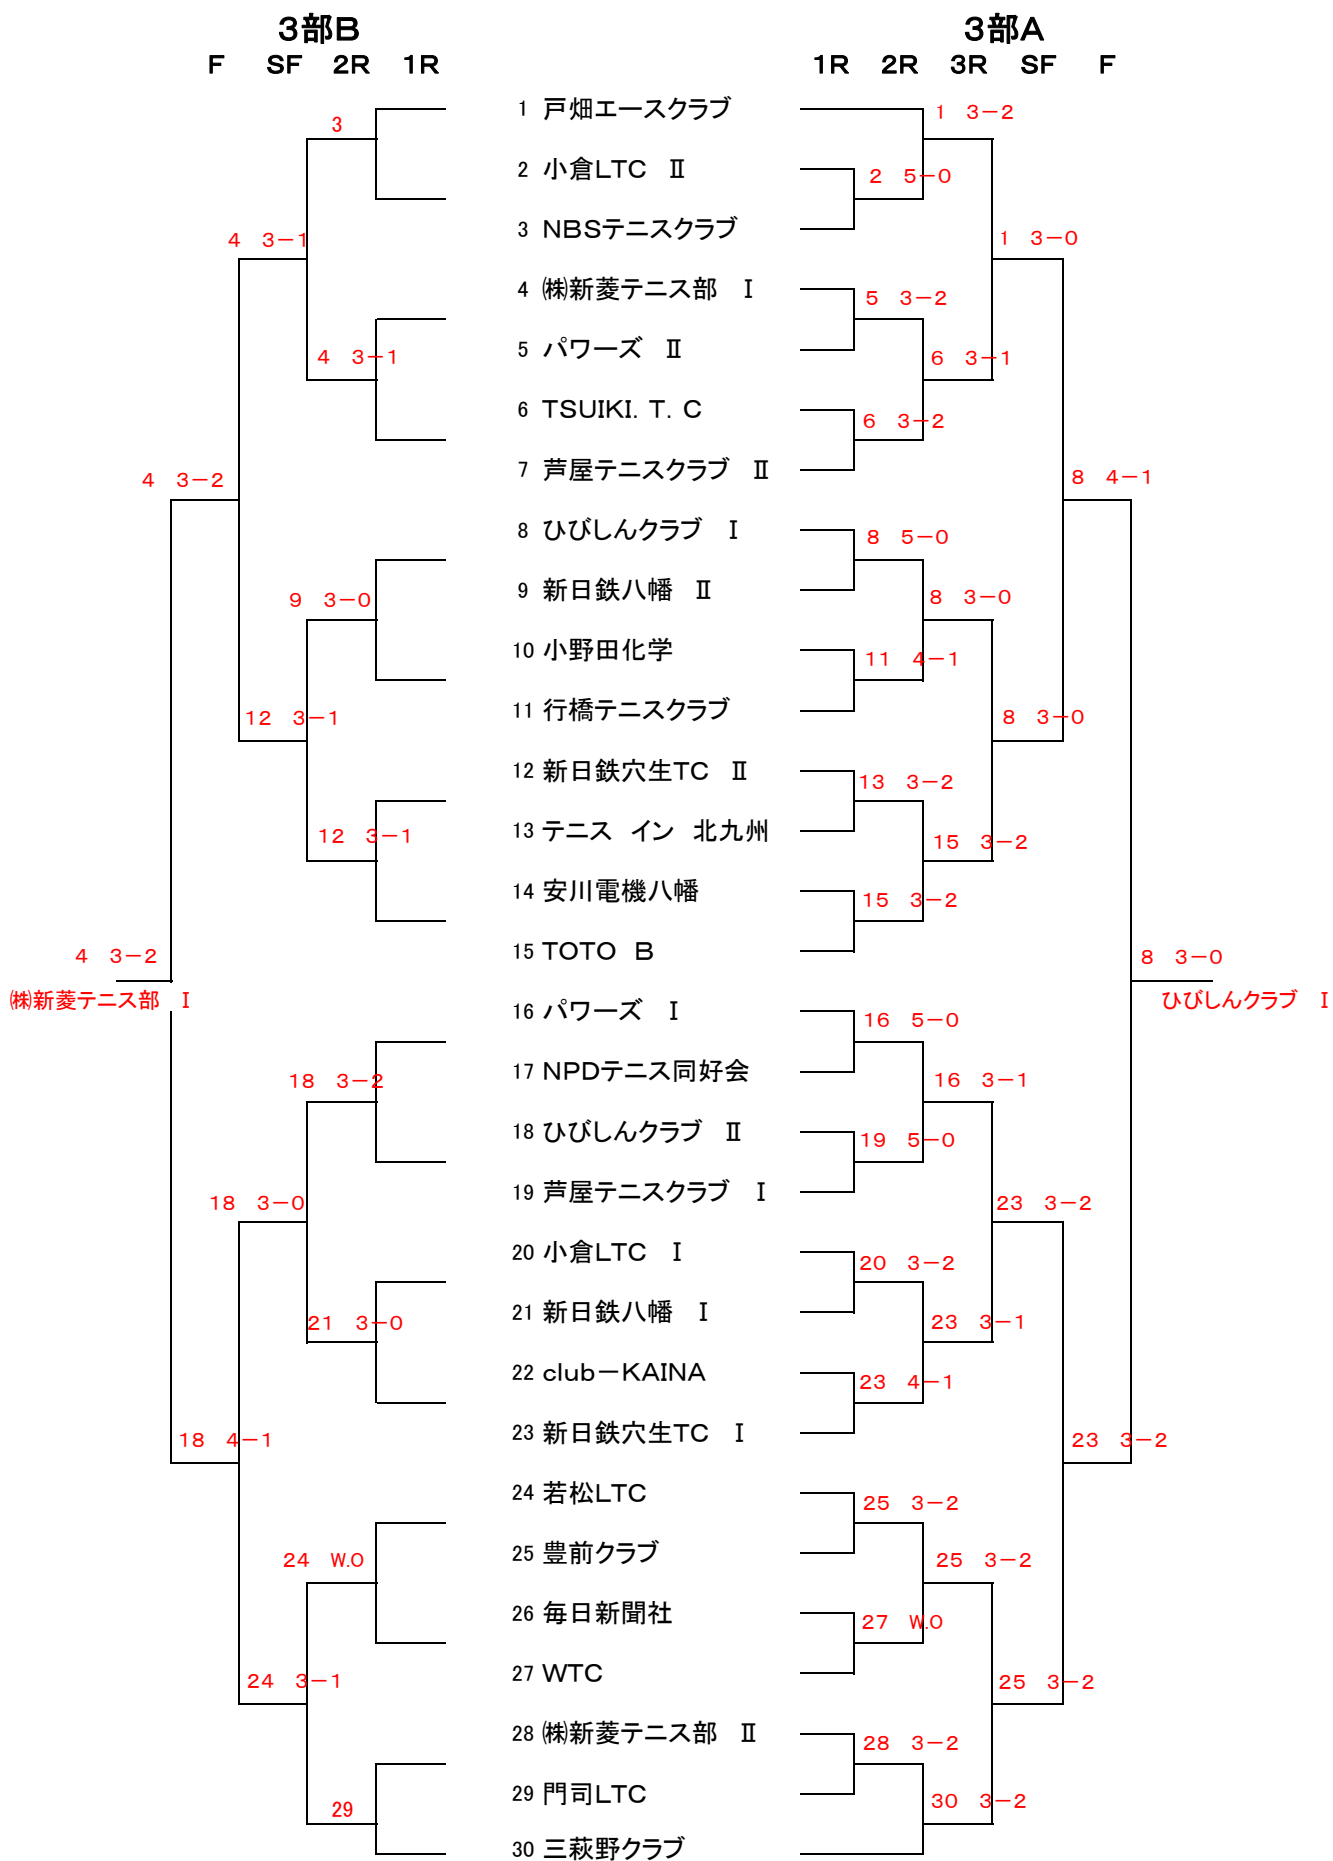 ３部B ３部A
F SF 2R 1R 1R 2R 3R SF F
1 戸畑エースクラブ 1 3－2
3
2 小倉LTC Ⅱ 2 5－0
3 NBSテニスクラブ
4 3－1 1 3－0
4 ㈱新菱テニス部 Ⅰ 5 3－2
5 パワーズ Ⅱ
4 3－1 6 3－1
6 TSUIKI．T．C 6 3－2
7 芦屋テニスクラブ Ⅱ
4 3－2 8 4－1
8 ひびしんクラブ Ⅰ 8 5－0
9 新日鉄八幡 Ⅱ
9 3－0 8 3－0
10 小野田化学 11 4－1
11 行橋テニスクラブ
12 3－1 8 3－0
12 新日鉄穴生TC Ⅱ 13 3－2
13 テニス イン 北九州
12 3－1 15 3－2
14 安川電機八幡 15 3－2
15 TOTO B
4 3－2 8 3－0
㈱新菱テニス部 Ⅰ ひびしんクラブ Ⅰ
16 パワーズ Ⅰ 16 5－0
17 NPDテニス同好会
18 3－2 16 3－1
18 ひびしんクラブ Ⅱ 19 5－0
19 芦屋テニスクラブ Ⅰ
18 3－0 23 3－2
20 小倉LTC Ⅰ 20 3－2
21 新日鉄八幡 Ⅰ
21 3－0 23 3－1
22 club－KAINA 23 4－1
23 新日鉄穴生TC Ⅰ
18 4－1 23 3－2
24 若松LTC 25 3－2
25 豊前クラブ
24 W.O 25 3－2
26 毎日新聞社 27 W.O
27 WTC
24 3－1 25 3－2
28 ㈱新菱テニス部 Ⅱ 28 3－2
29 門司LTC
29 30 3－2
30 三萩野クラブ